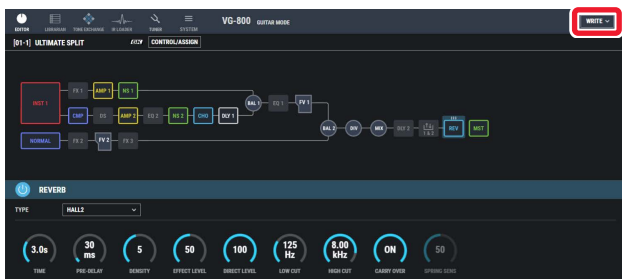 VG-800 GUITAR MODE
WRITE
EDITOR LIBRARIAN TONE EXCHANGE IR LOADER TUNER SYSTEM
[01-1] ULTIMATE SPLIT
CONTROL/ASSIGN
FX 1 AMP 1 NS 1
INST 1
BAL 1 EQ 1 FV 1
CMP DS AMP 2 EQ 2 NS 2 CHO DLY 1
BAL 2 DIV MIX DLY 2 1 & 2 REV MST
NORMAL FX 2 FV 2 FX 3
REVERB
TYPE HALL2
3.0s 30 ms 5 50 100 125 Hz 8.00 kHz ON 50
TIME PRE-DELAY DENSITY EFFECT LEVEL DIRECT LEVEL LOW CUT HIGH CUT CARRY OVER SPRING SENS